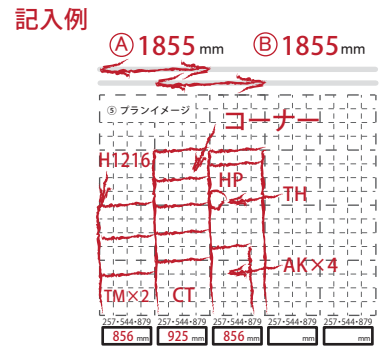 記入例
Ⓐ 1855 mm Ⓑ 1855 mm
⑤ プランイメージ
コーナー
H1216
HP
TH
AK×4
TM×2 CT
257・544・879 257・544・879 257・544・879 257・544・879 257・544・879
856 mm 925 mm 856 mm mm mm